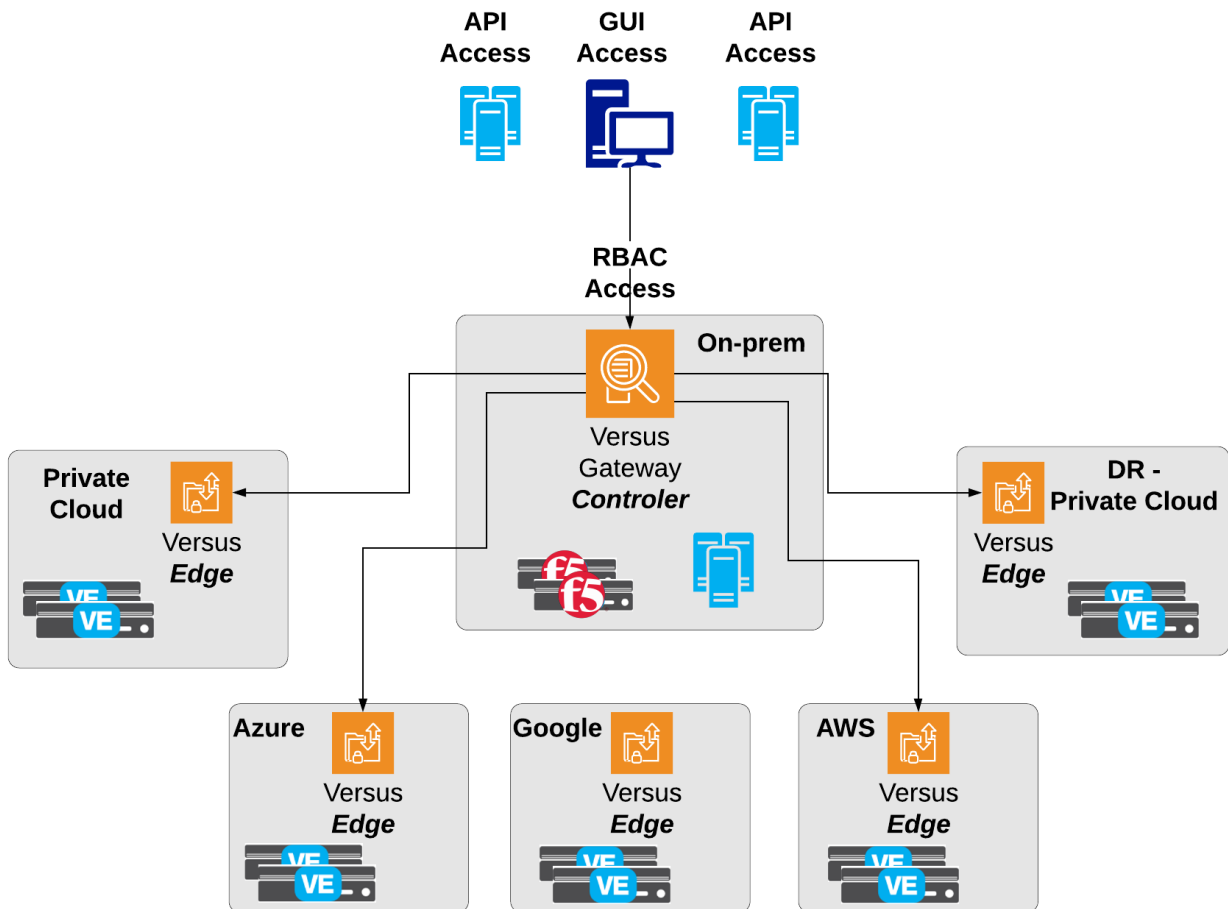 API
Access
GUI
Access
API
Access
RBAC
Access
On-prem
Versus
Gateway
Controler
f5
f5
Private
Cloud
Versus
Edge
VE
VE
DR -
Private Cloud
Versus
Edge
VE
VE
Azure
Versus
Edge
VE
VE
Google
Versus
Edge
VE
VE
AWS
Versus
Edge
VE
VE